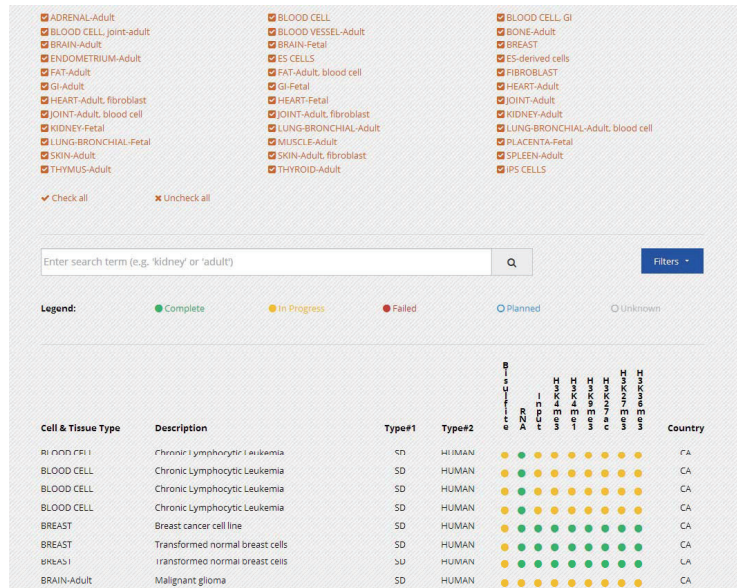 ADRENAL-Adult BLOOD CELL BLOOD CELL, GI
BLOOD CELL, joint-adult BLOOD VESSEL-Adult BONE-Adult
BRAIN-Adult BRAIN-Fetal BREAST
ENDOMETRIUM-Adult ES CELLS ES-derived cells
FAT-Adult FAT-Adult, blood cell FIBROBLAST
GI-Adult GI-Fetal HEART-Adult
HEART-Adult, fibroblast HEART-Fetal JOINT-Adult
JOINT-Adult, blood cell JOINT-Adult, fibroblast KIDNEY-Adult
KIDNEY-Fetal LUNG-BRONCHIAL-Adult LUNG-BRONCHIAL-Adult, blood cell
LUNG-BRONCHIAL-Fetal MUSCLE-Adult PLACENTA-Fetal
SKIN-Adult SKIN-Adult, fibroblast SPLEEN-Adult
THYMUS-Adult THYROID-Adult IPS CELLS
Check all Uncheck all
Enter search term (e.g. 'kidney' or 'adult') Filters
Legend: Complete In Progress Failed Planned Unknown
Cell & Tissue Type Description Type#1 Type#2 Bisulfite RNA Input H3K4me3 H3K4me1 H3K9me3 H3K27ac H3K27me3 H3K36me3 Country
BLOOD CELL Chronic Lymphocytic Leukemia SD HUMAN CA
BLOOD CELL Chronic Lymphocytic Leukemia SD HUMAN CA
BLOOD CELL Chronic Lymphocytic Leukemia SD HUMAN CA
BLOOD CELL Chronic Lymphocytic Leukemia SD HUMAN CA
BREAST Breast cancer cell line SD HUMAN CA
BREAST Transformed normal breast cells SD HUMAN CA
BREAST Transformed normal breast cells SD HUMAN CA
BRAIN-Adult Malignant glioma SD HUMAN CA